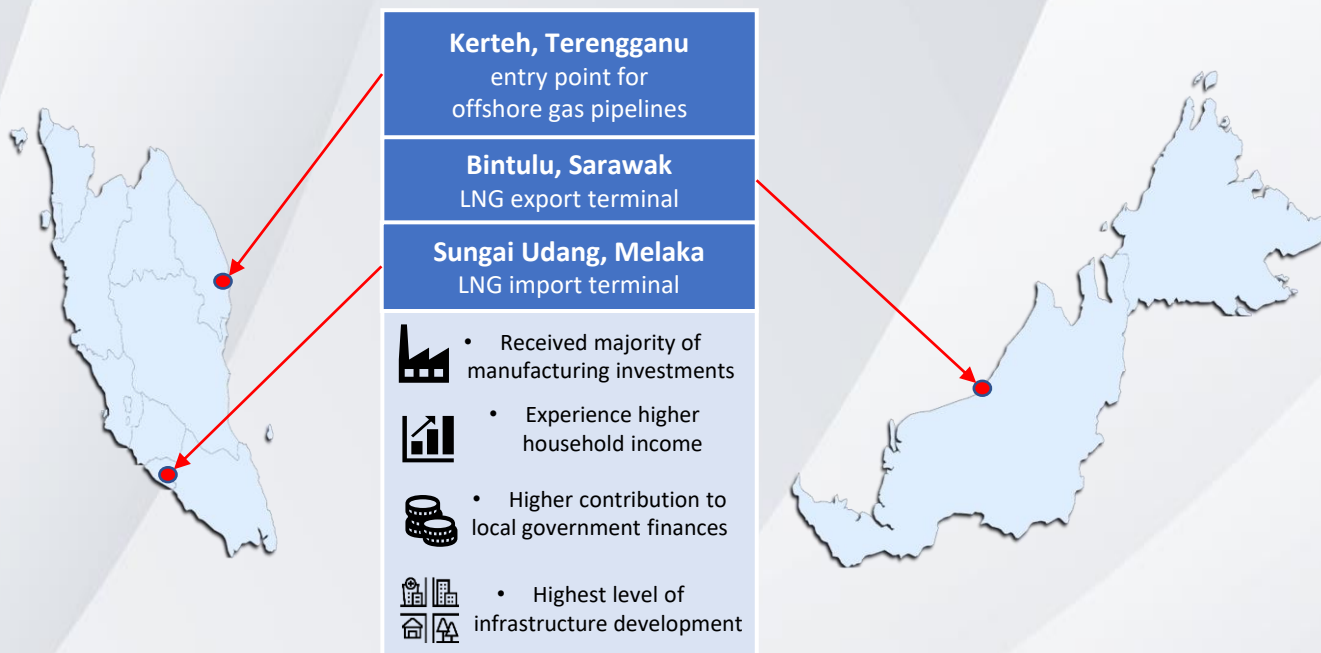 Kerteh, Terengganu
entry point for
offshore gas pipelines
Bintulu, Sarawak
LNG export terminal
Sungai Udang, Melaka
LNG import terminal
• Received majority of
manufacturing investments
• Experience higher
household income
• Higher contribution to
local government finances
• Highest level of
infrastructure development